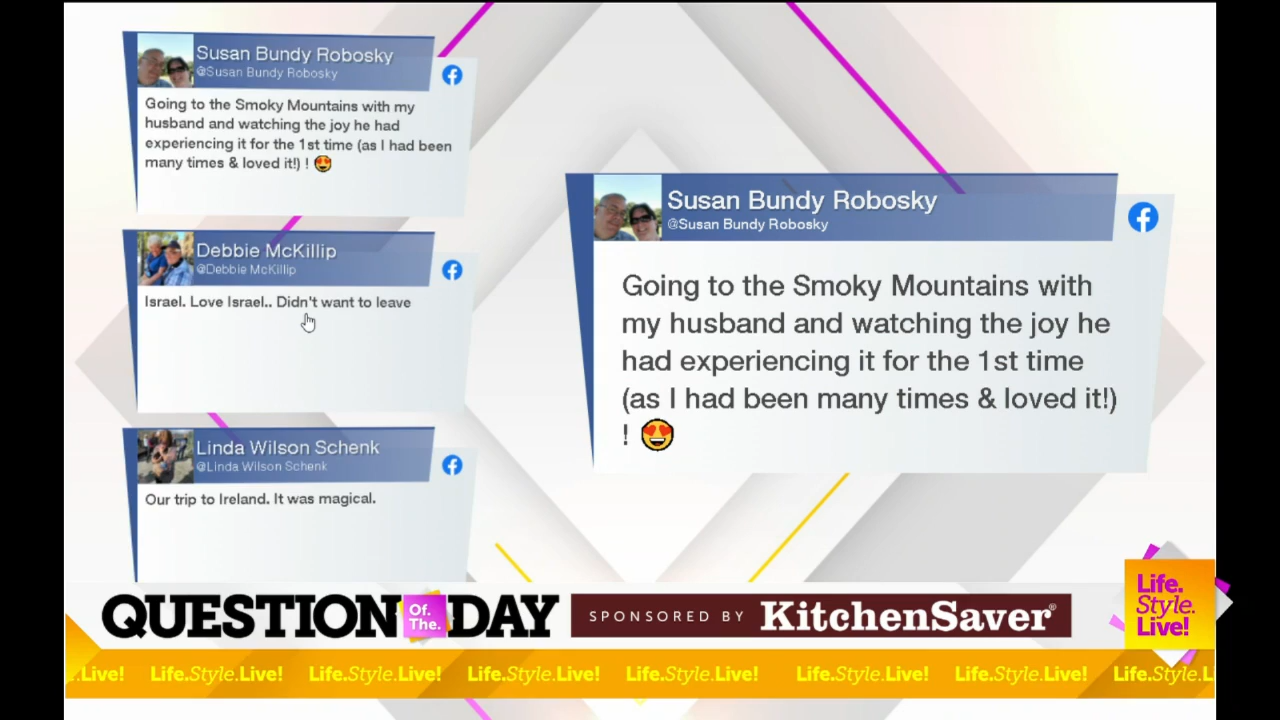 Susan Bundy Robosky
@Susan Bundy Robosky
Going to the Smoky Mountains with my
husband and watching the joy he had
experiencing it for the 1st time (as I had been
many times & loved it!) ! 😍
Debbie McKillip
@Debbie McKillip
Israel. Love Israel.. Didn't want to leave
Linda Wilson Schenk
@Linda Wilson Schenk
Our trip to Ireland. It was magical.
Susan Bundy Robosky
@Susan Bundy Robosky
Going to the Smoky Mountains with
my husband and watching the joy he
had experiencing it for the 1st time
(as I had been many times & loved it!)
! 😍
QUESTION Of. The. DAY
SPONSORED BY KitchenSaver®
Life.
Style.
Live!
.Live! Life.Style.Live! Life.Style.Live! Life.Style.Live! Life.Style.Live! Life.Style.Live! Life.Style.Live! Life.Style.L